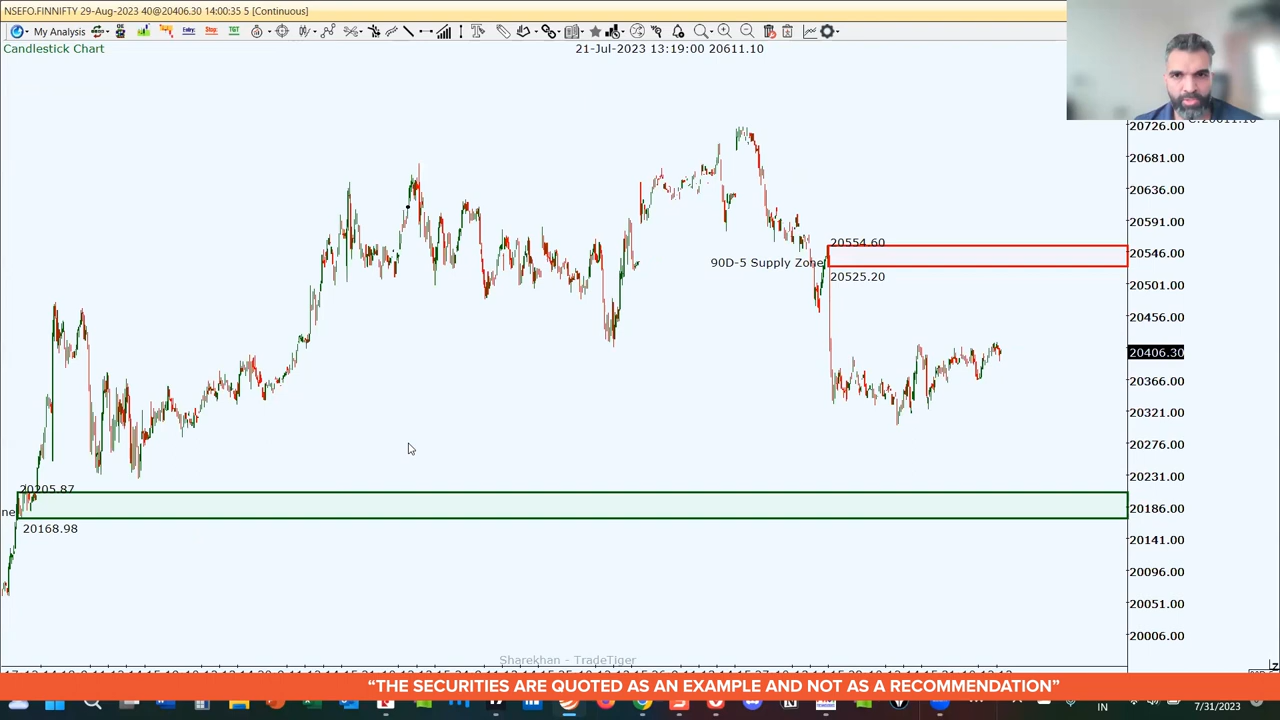 NSEFO.FINNIFTY 29-Aug-2023 40@20406.30 14:00:35 5 [Continuous]
My Analysis
Entry Stop TGT
Candlestick Chart
21-Jul-2023 13:19:00 20611.10
20726.00
20681.00
20636.00
20591.00
20554.60
20546.00
90D-5 Supply Zone
20525.20
20501.00
20456.00
20406.30
20366.00
20321.00
20276.00
20231.00
20205.87
20186.00
20168.98
20141.00
20096.00
20051.00
20006.00
Sharekhan - TradeTiger
“THE SECURITIES ARE QUOTED AS AN EXAMPLE AND NOT AS A RECOMMENDATION”
IN
7/31/2023